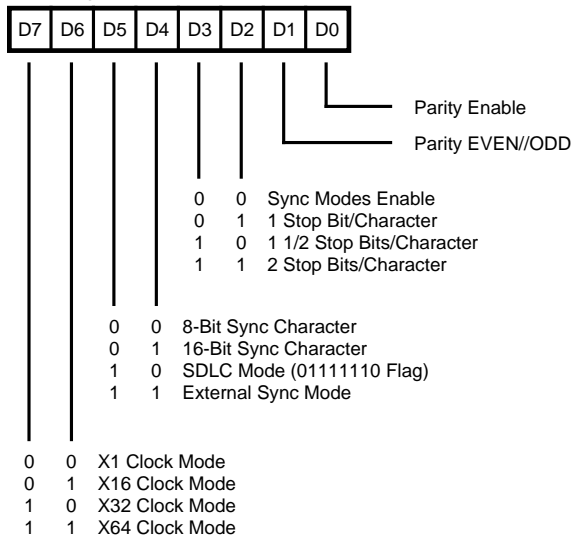 D7 D6 D5 D4 D3 D2 D1 D0
Parity Enable
Parity EVEN//ODD
0 0 Sync Modes Enable
0 1 1 Stop Bit/Character
1 0 1 1/2 Stop Bits/Character
1 1 2 Stop Bits/Character
0 0 8-Bit Sync Character
0 1 16-Bit Sync Character
1 0 SDLC Mode (01111110 Flag)
1 1 External Sync Mode
0 0 X1 Clock Mode
0 1 X16 Clock Mode
1 0 X32 Clock Mode
1 1 X64 Clock Mode